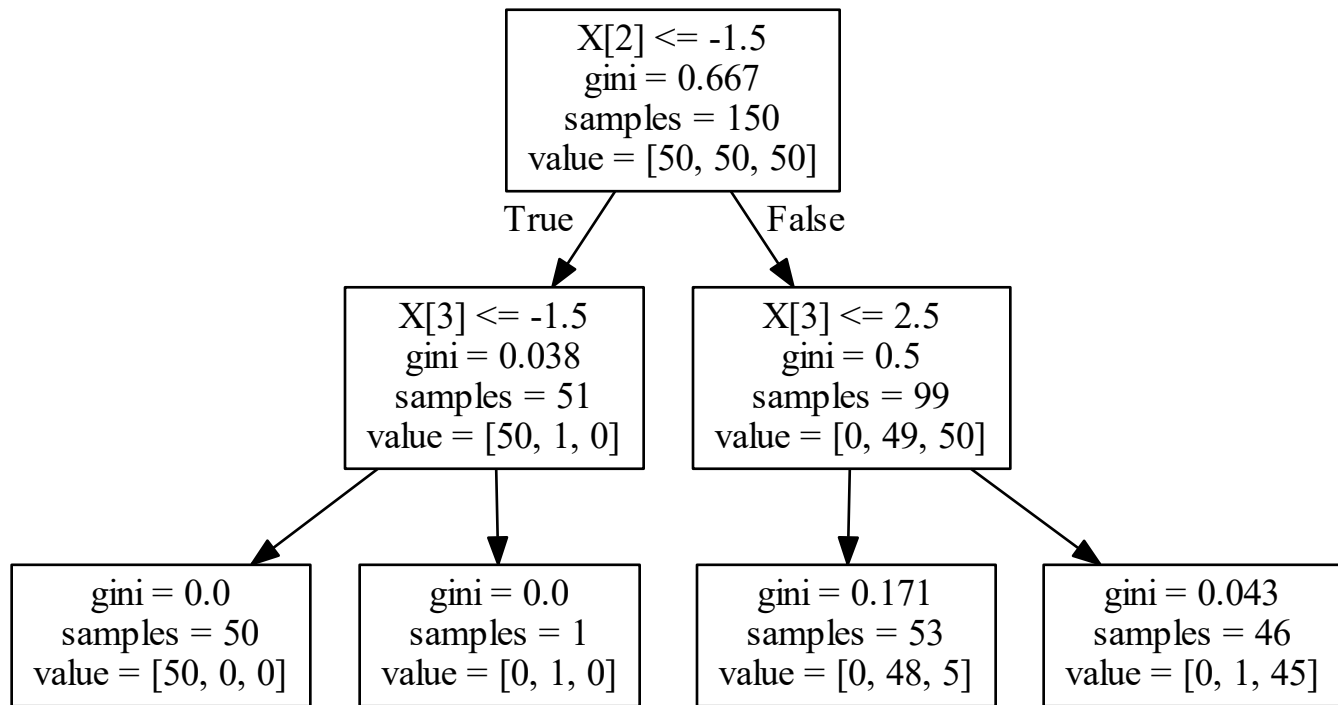 X[2] <= -1.5
gini = 0.667
samples = 150
value = [50, 50, 50]
True
False
X[3] <= -1.5
gini = 0.038
samples = 51
value = [50, 1, 0]
X[3] <= 2.5
gini = 0.5
samples = 99
value = [0, 49, 50]
gini = 0.0
samples = 50
value = [50, 0, 0]
gini = 0.0
samples = 1
value = [0, 1, 0]
gini = 0.171
samples = 53
value = [0, 48, 5]
gini = 0.043
samples = 46
value = [0, 1, 45]